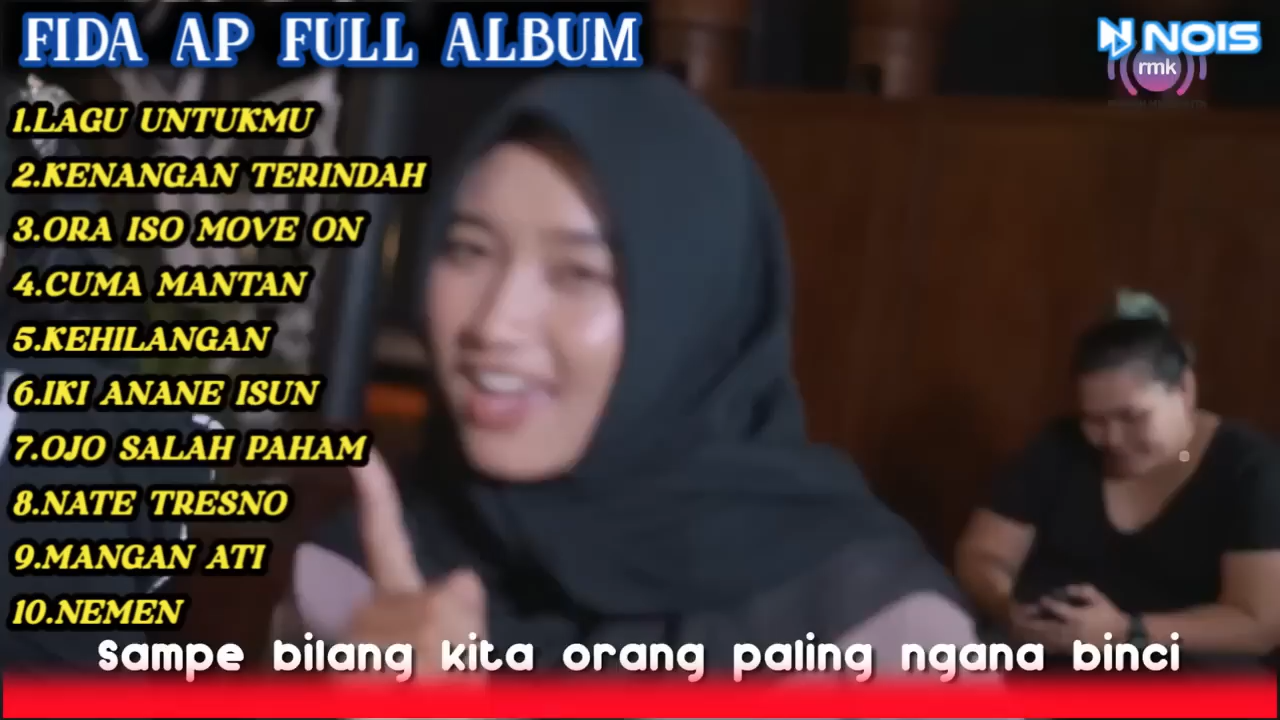 FIDA AP FULL ALBUM
NOIS
rmk
1.LAGU UNTUKMU
2.KENANGAN TERINDAH
3.ORA ISO MOVE ON
4.CUMA MANTAN
5.KEHILANGAN
6.IKI ANANE ISUN
7.OJO SALAH PAHAM
8.NATE TRESNO
9.MANGAN ATI
10.NEMEN
Sampe bilang kita orang paling ngana binci